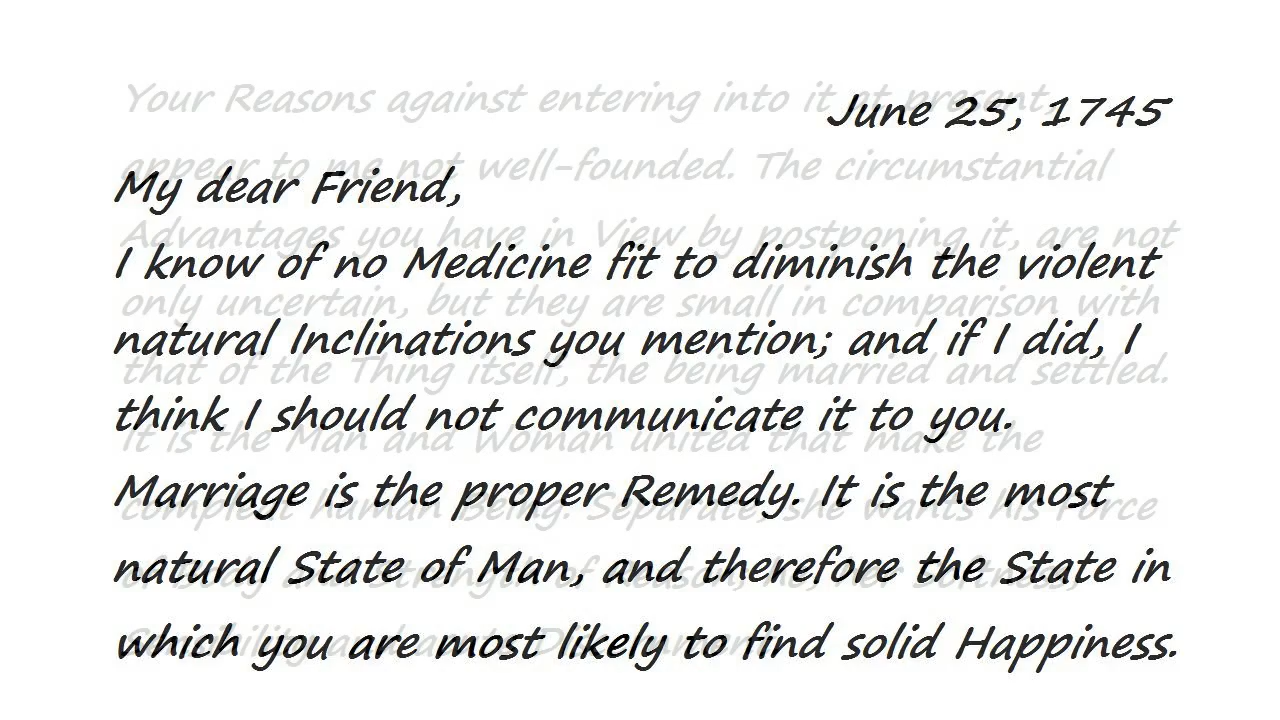 June 25, 1745
My dear Friend,
I know of no Medicine fit to diminish the violent
natural Inclinations you mention; and if I did, I
think I should not communicate it to you.
Marriage is the proper Remedy. It is the most
natural State of Man, and therefore the State in
which you are most likely to find solid Happiness.
Your Reasons against entering into it at present,
appear to me not well-founded. The circumstantial
Advantages you have in View by postponing it, are not
only uncertain, but they are small in comparison with
that of the Thing itself, the being married and settled.
It is the Man and Woman united that make the
compleat human Being. Separate, she wants his Force
of Strength of Reason; he, her Softness,
Sensibility and